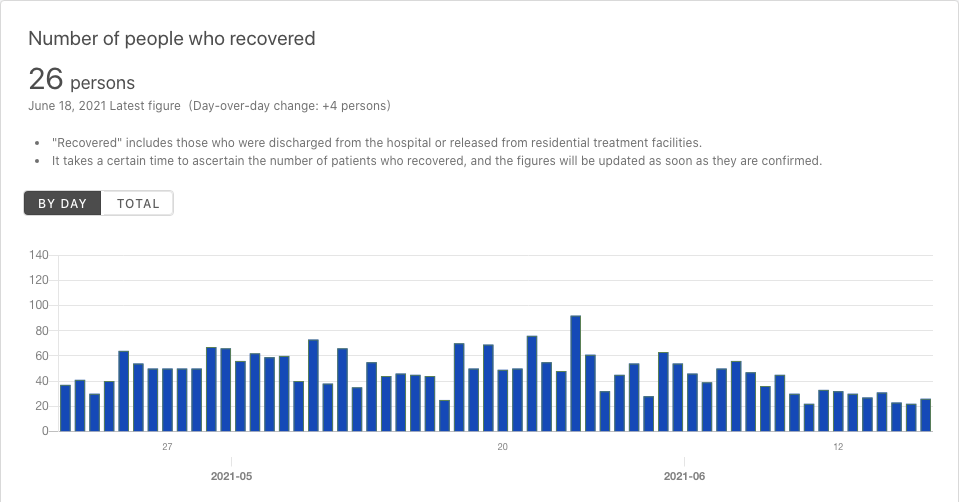 Number of people who recovered
26 persons
June 18, 2021 Latest figure (Day-over-day change: +4 persons)
• "Recovered" includes those who were discharged from the hospital or released from residential treatment facilities.
• It takes a certain time to ascertain the number of patients who recovered, and the figures will be updated as soon as they are confirmed.
BY DAY TOTAL
140
120
100
80
60
40
20
0
27 20 12
2021-05 2021-06